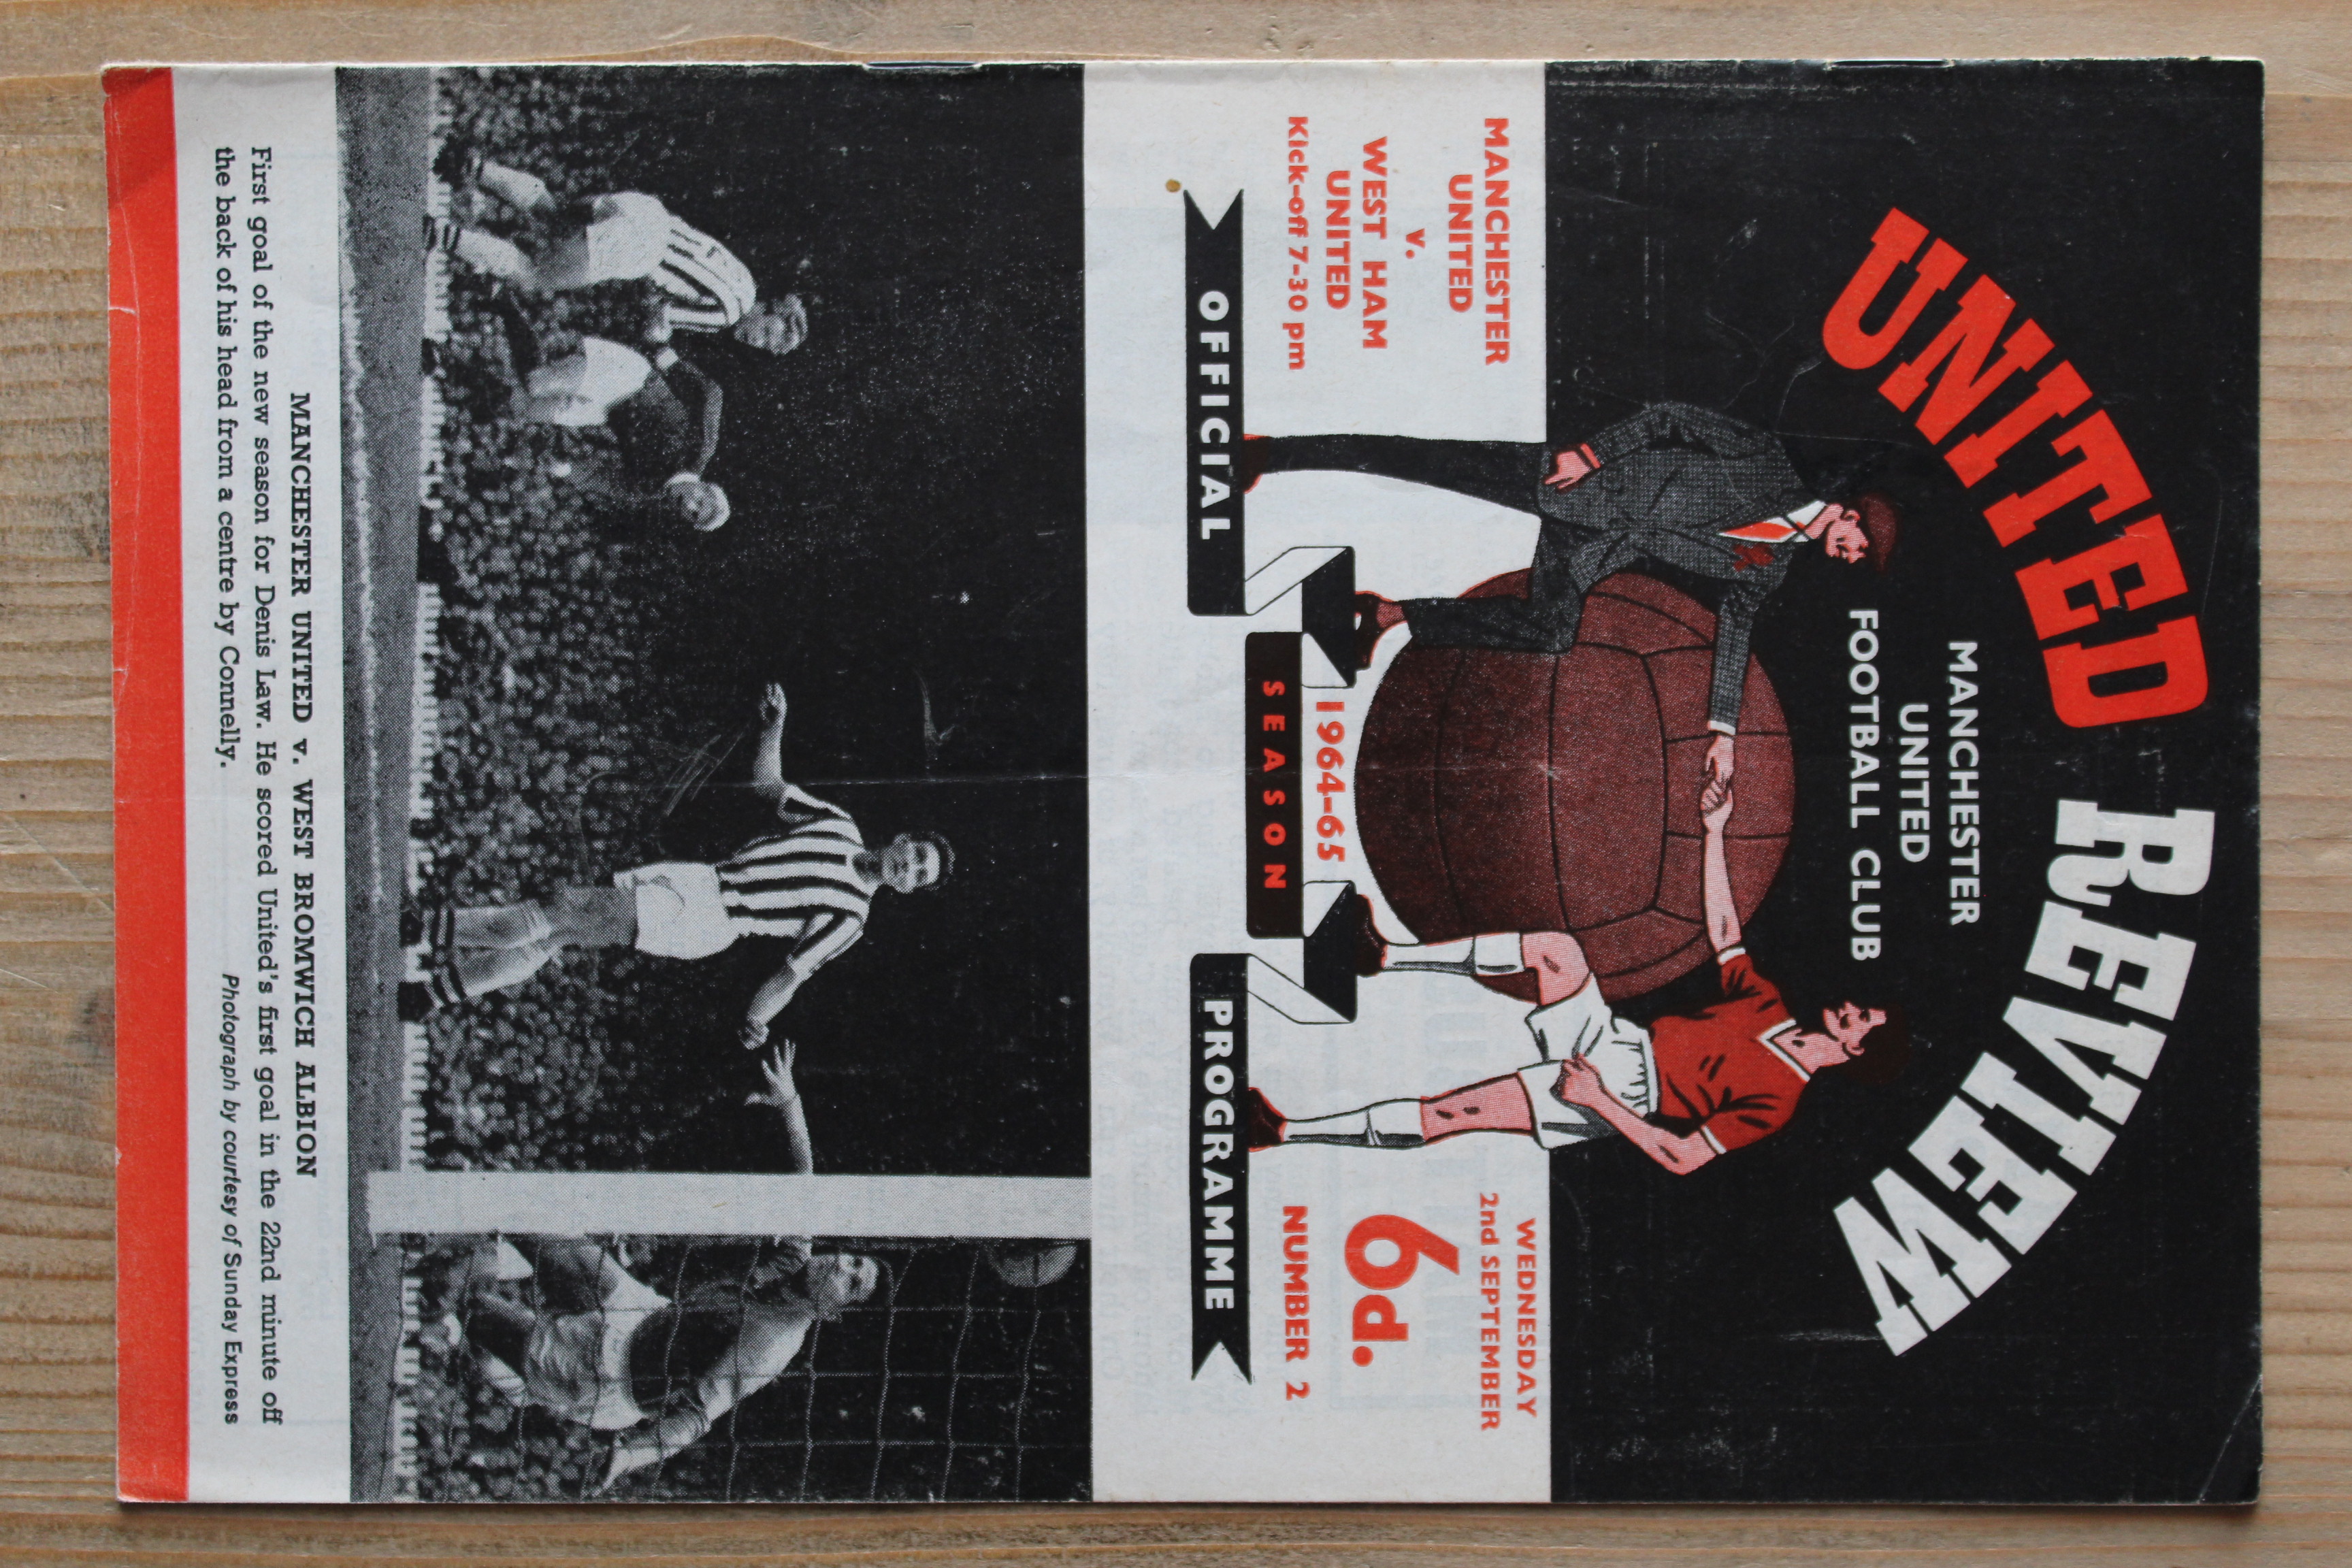 UNITED REVIEW
MANCHESTER
UNITED
FOOTBALL CLUB
MANCHESTER
UNITED
v.
WEST HAM
UNITED
Kick-off 7-30 pm
WEDNESDAY
2nd SEPTEMBER
6d.
NUMBER 2
1964-65
OFFICIAL
SEASON
PROGRAMME
MANCHESTER UNITED v. WEST BROMWICH ALBION
First goal of the new season for Denis Law. He scored United's first goal in the 22nd minute off
the back of his head from a centre by Connelly.
Photograph by courtesy of Sunday Express